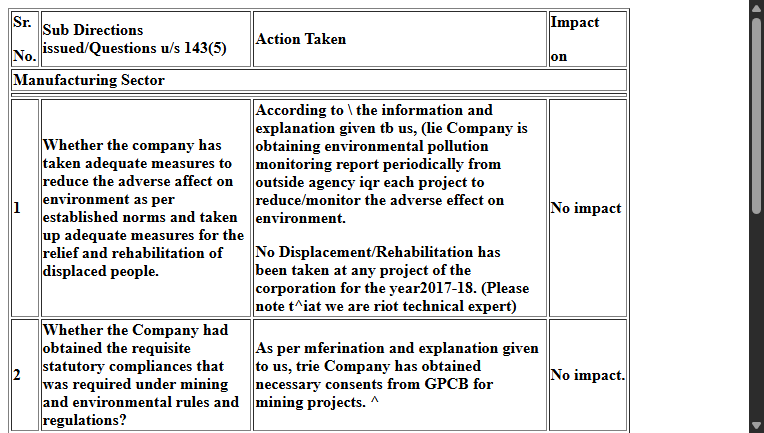 Sr.
No.
Sub Directions
issued/Questions u/s 143(5)
Action Taken
Impact
on
Manufacturing Sector
1
Whether the company has
taken adequate measures to
reduce the adverse affect on
environment as per
established norms and taken
up adequate measures for the
relief and rehabilitation of
displaced people.
According to \ the information and
explanation given tb us, (lie Company is
obtaining environmental pollution
monitoring report periodically from
outside agency iqr each project to
reduce/monitor the adverse effect on
environment.
No Displacement/Rehabilitation has
been taken at any project of the
corporation for the year2017-18. (Please
note t^iat we are riot technical expert)
No impact
2
Whether the Company had
obtained the requisite
statutory compliances that
was required under mining
and environmental rules and
regulations?
As per mferination and explanation given
to us, trie Company has obtained
necessary consents from GPCB for
mining projects. ^
No impact.